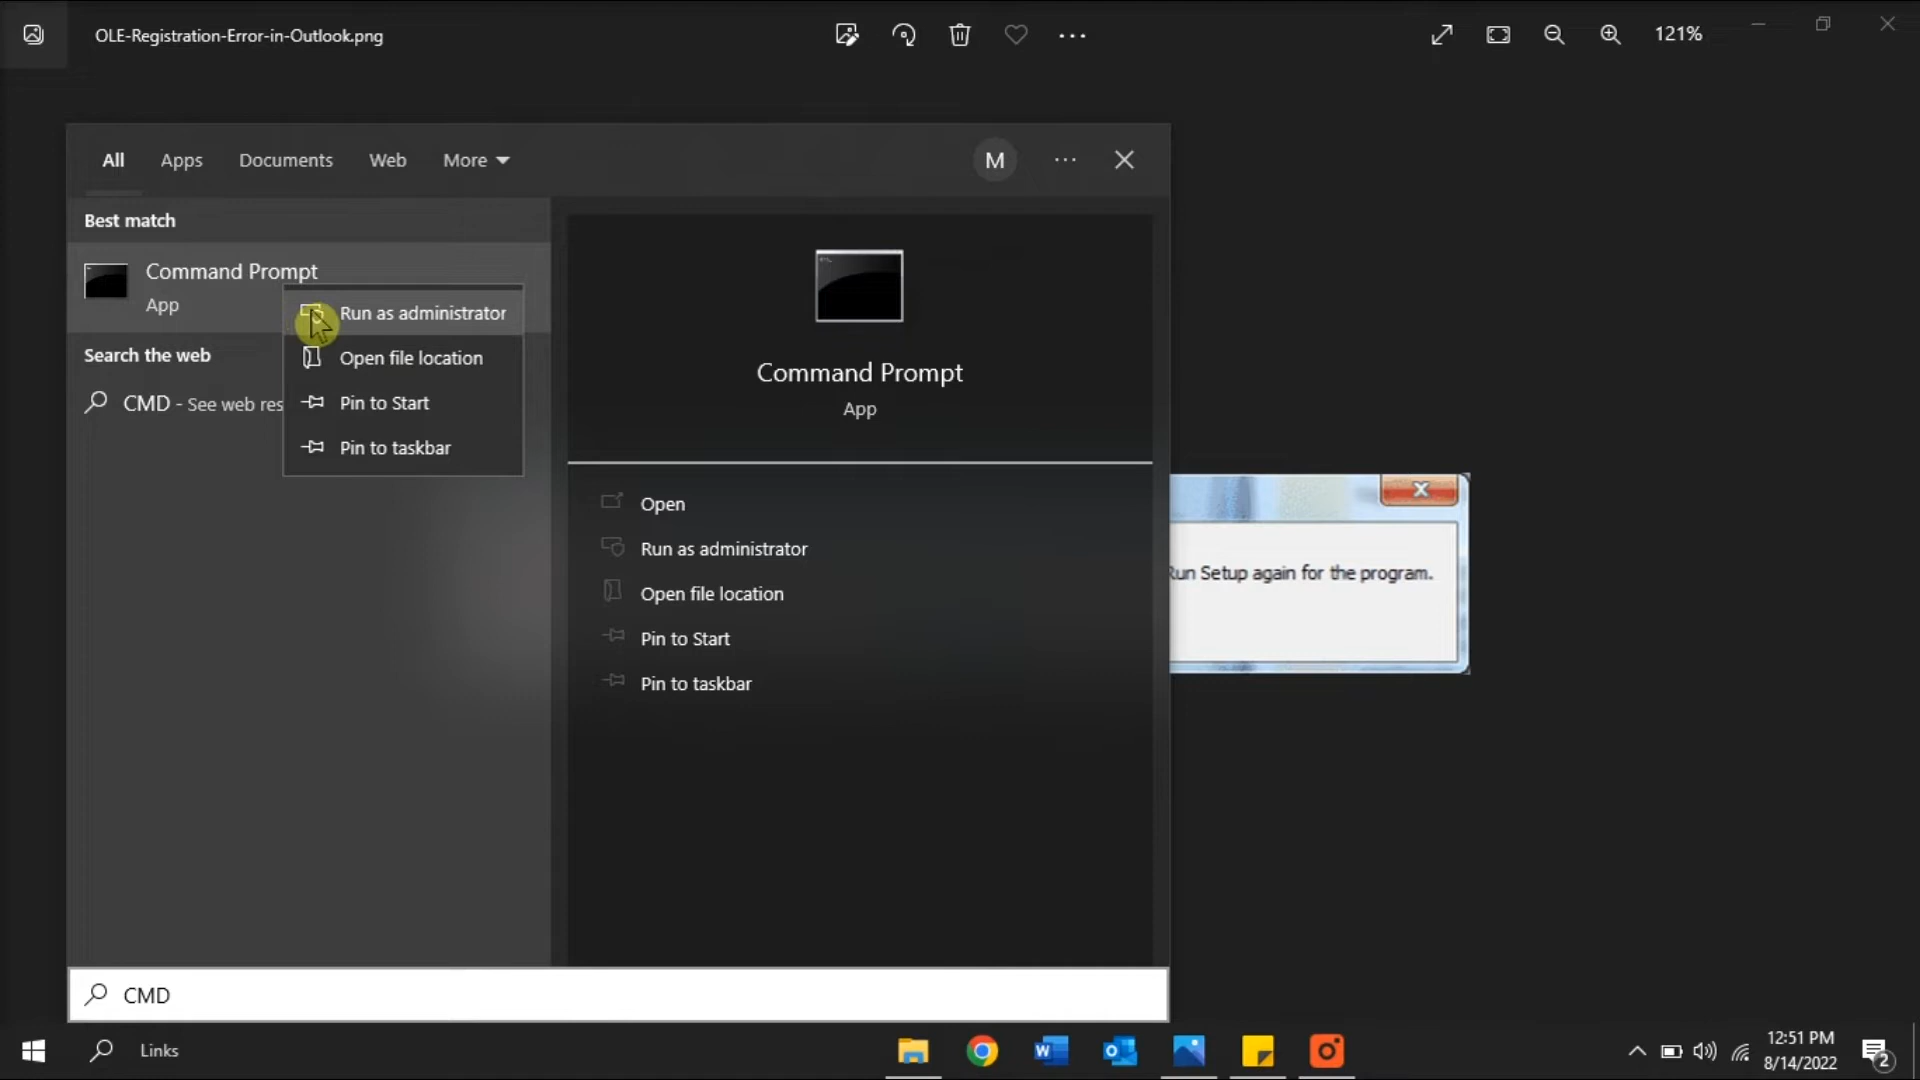 OLE-Registration-Error-in-Outlook.png
121%
All Apps Documents Web More
M
Best match
Command Prompt
App
Run as administrator
Open file location
Pin to Start
Pin to taskbar
Search the web
CMD - See web res
Command Prompt
App
Open
Run as administrator
Open file location
Pin to Start
Pin to taskbar
Run Setup again for the program.
CMD
Links
12:51 PM
8/14/2022
2